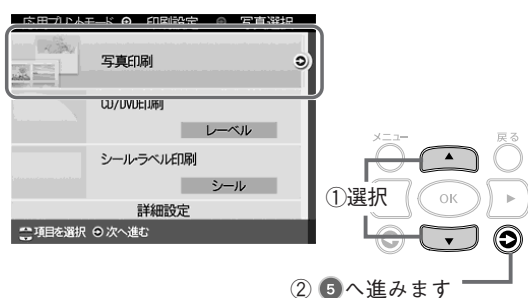 応用プリントモード 印刷設定 写真選択
写真印刷
CD/DVD印刷
レーベル
シール・ラベル印刷
シール
詳細設定
項目を選択 次へ進む
メニュー
戻る
OK
①選択
② 5 へ進みます